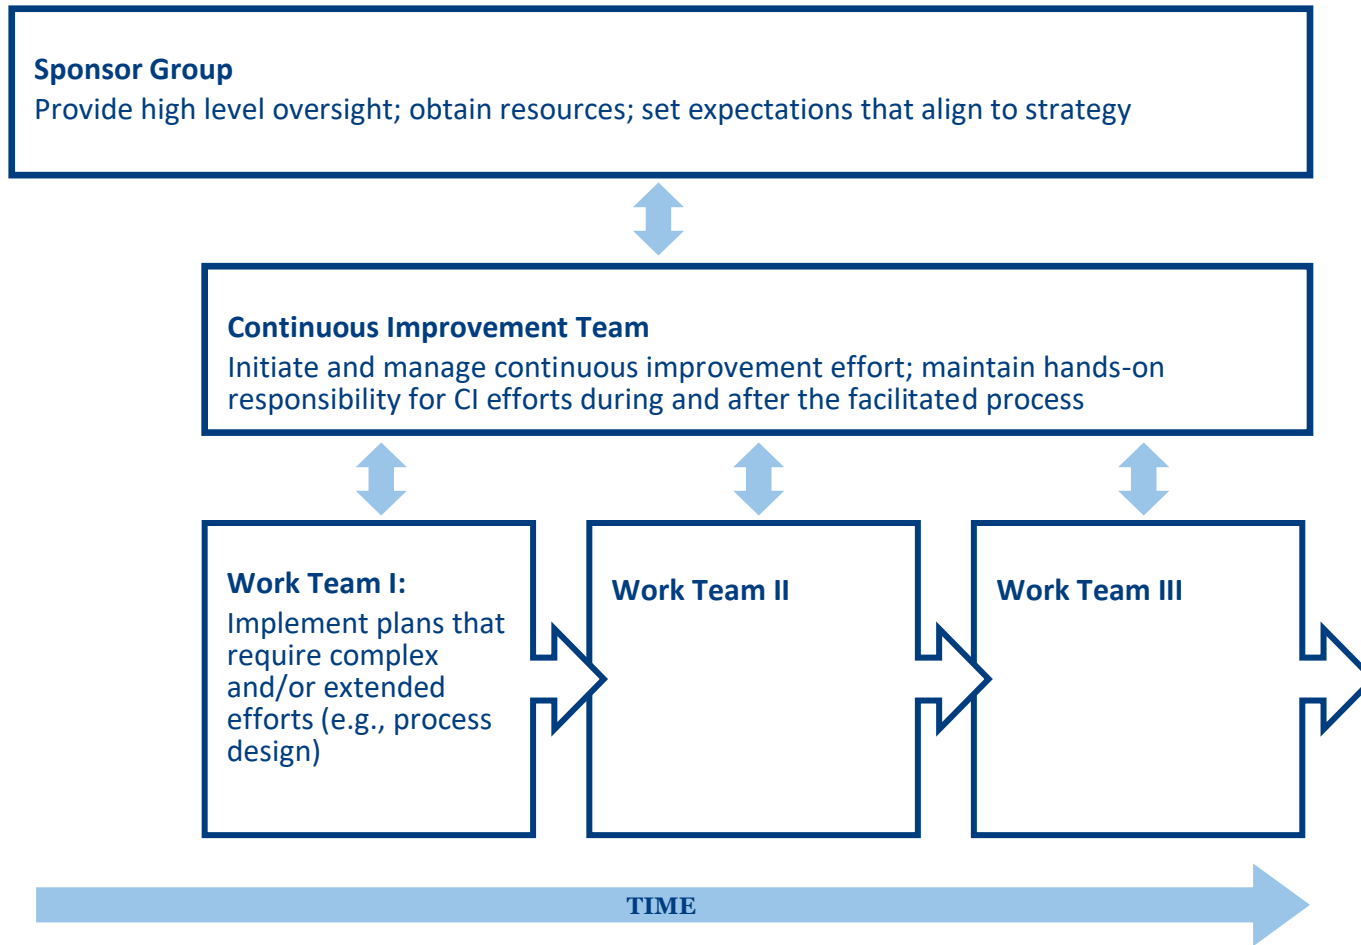 Sponsor Group
Provide high level oversight; obtain resources; set expectations that align to strategy
Continuous Improvement Team
Initiate and manage continuous improvement effort; maintain hands-on
responsibility for CI efforts during and after the facilitated process
Work Team I:
Implement plans that
require complex
and/or extended
efforts (e.g., process
design)
Work Team II
Work Team III
TIME